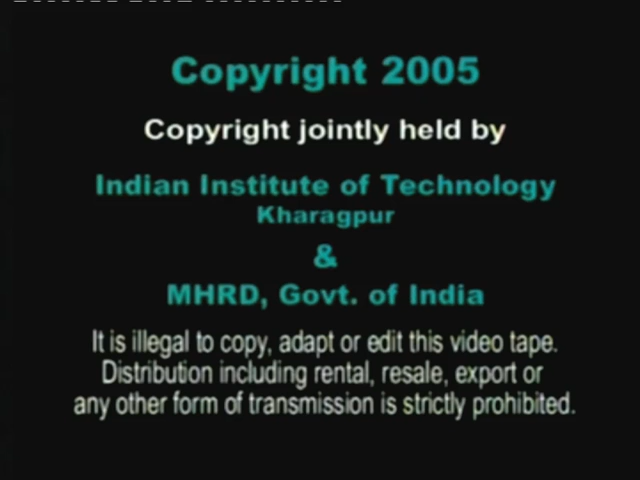 Copyright 2005
Copyright jointly held by
Indian Institute of Technology
Kharagpur
&
MHRD, Govt. of India
It is illegal to copy, adapt or edit this video tape.
Distribution including rental, resale, export or
any other form of transmission is strictly prohibited.